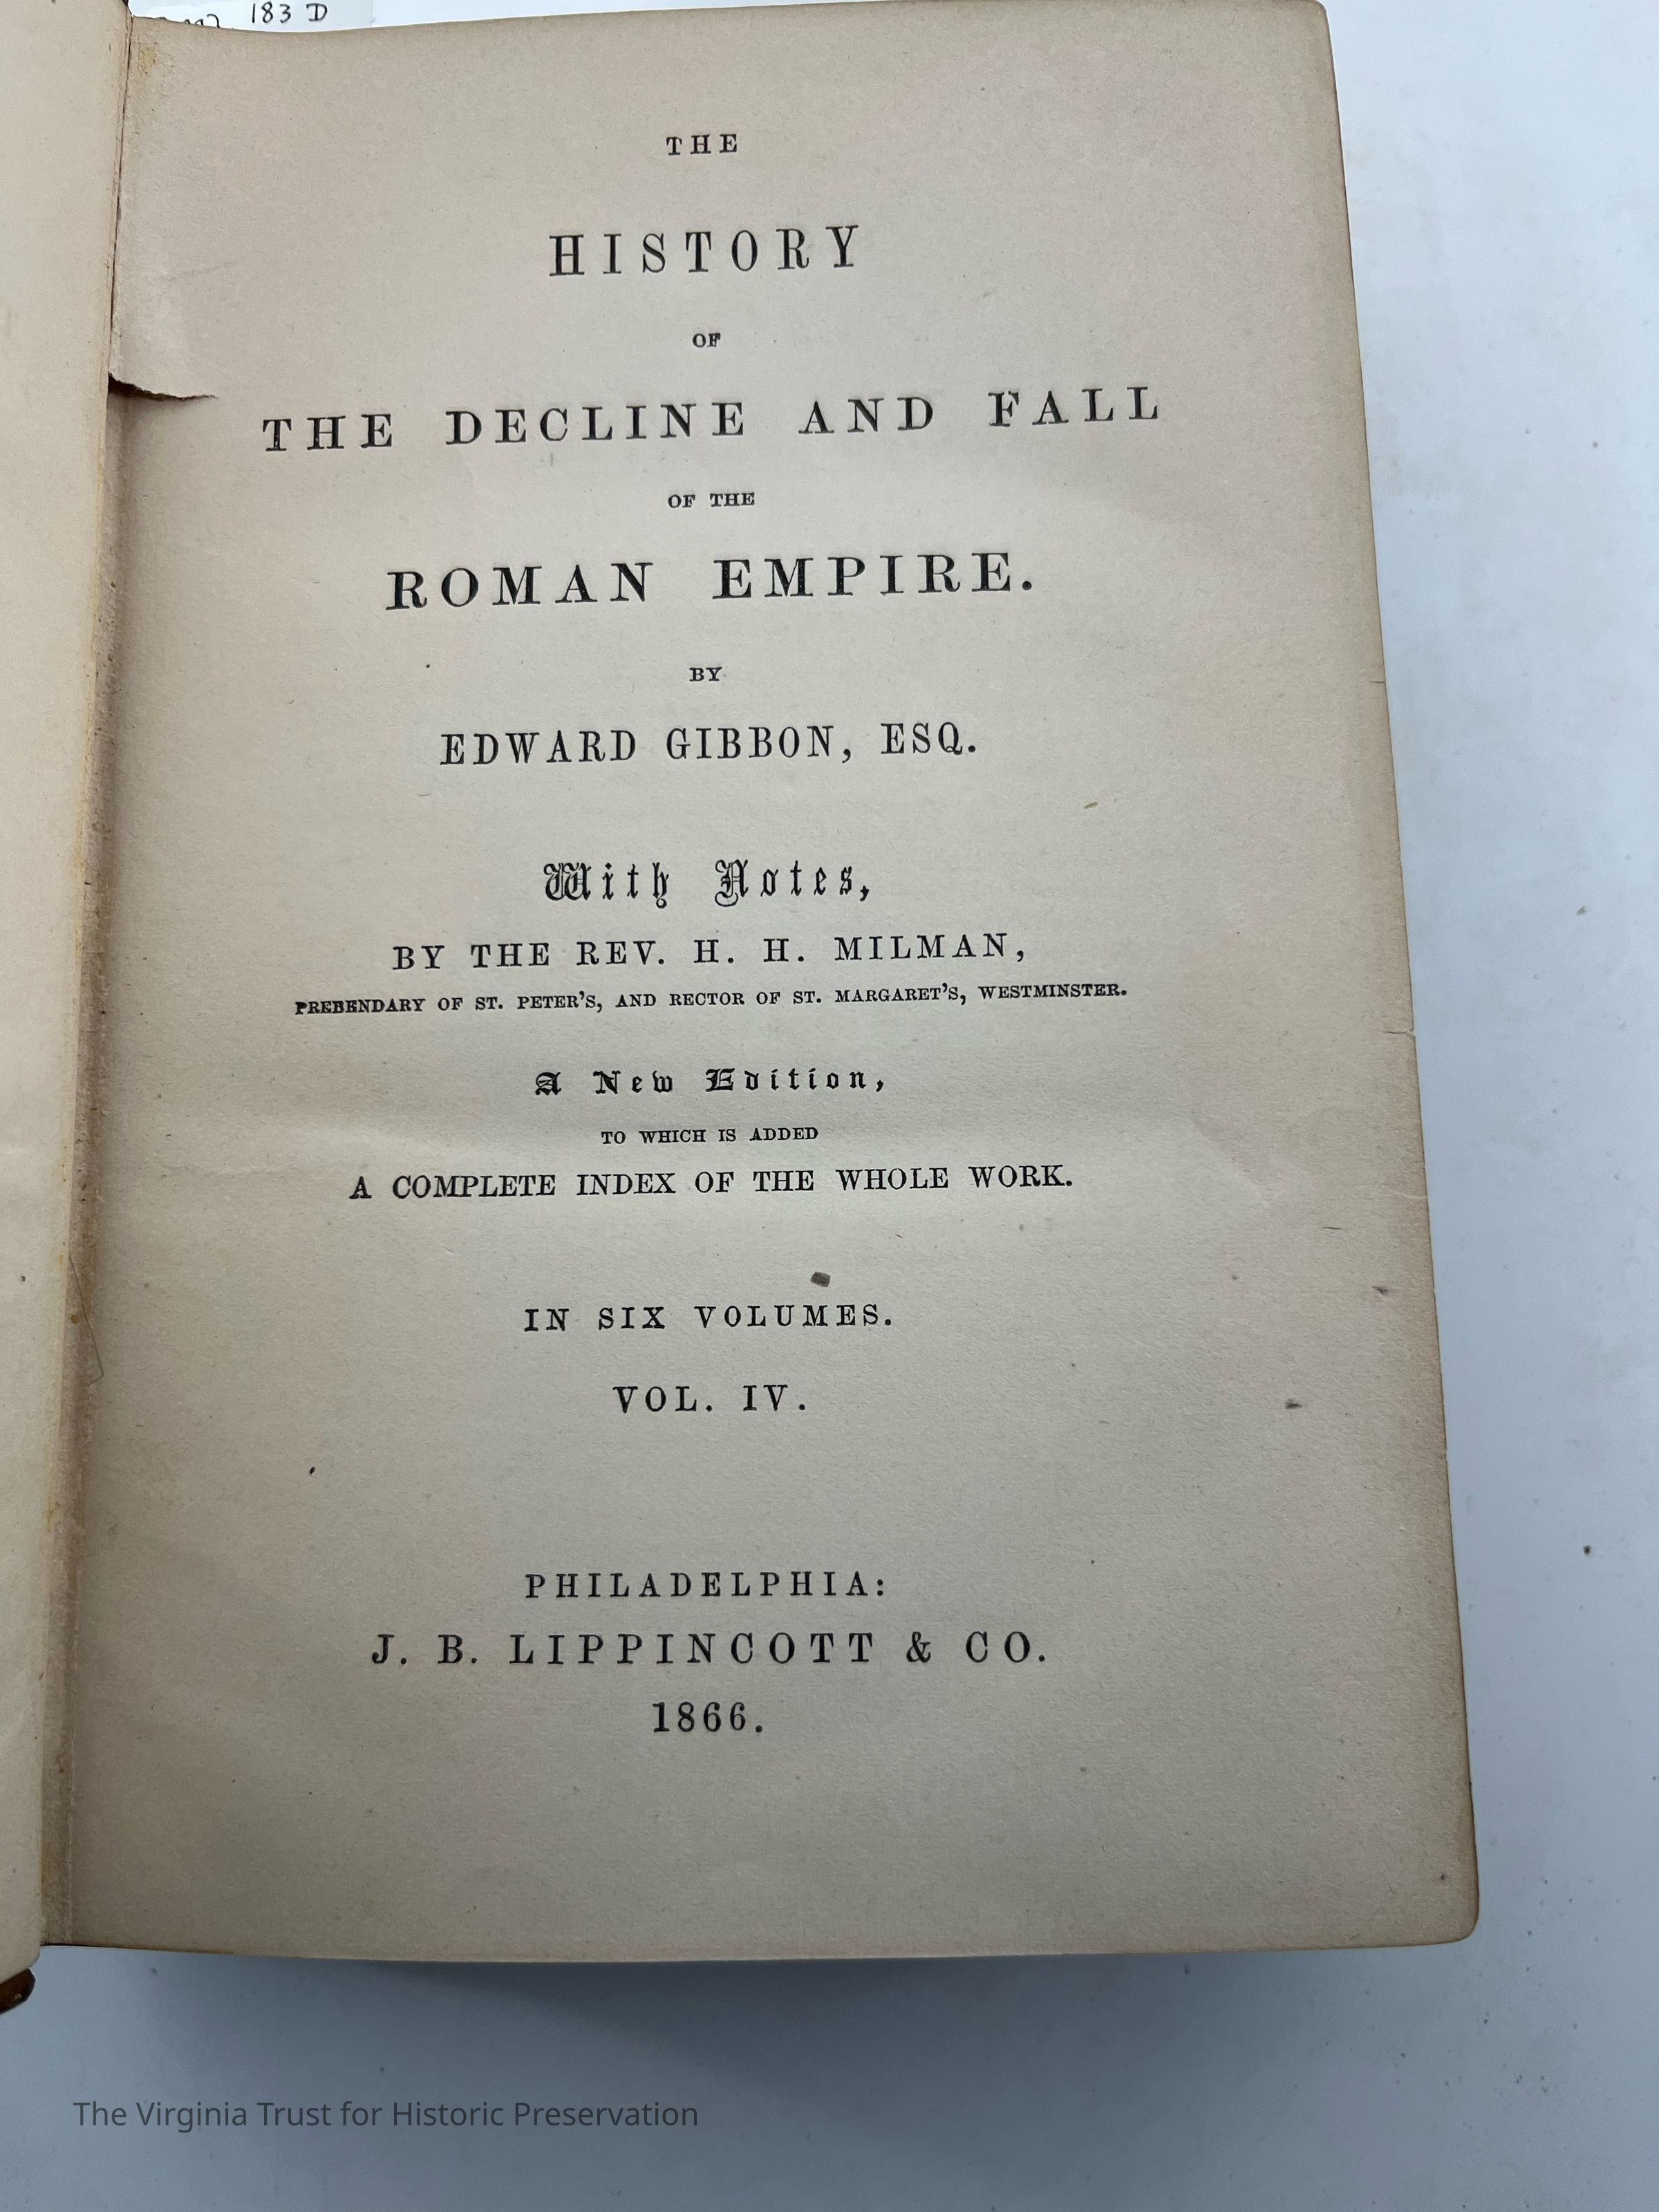 183 D
THE
HISTORY
OF
THE DECLINE AND FALL
OF THE
ROMAN EMPIRE.
BY
EDWARD GIBBON, ESQ.
With Notes,
BY THE REV. H. H. MILMAN,
PREBENDARY OF ST. PETER'S, AND RECTOR OF ST. MARGARET'S, WESTMINSTER.
A New Edition,
TO WHICH IS ADDED
A COMPLETE INDEX OF THE WHOLE WORK.
IN SIX VOLUMES.
VOL. IV.
PHILADELPHIA:
J. B. LIPPINCOTT & CO.
1866.
The Virginia Trust for Historic Preservation